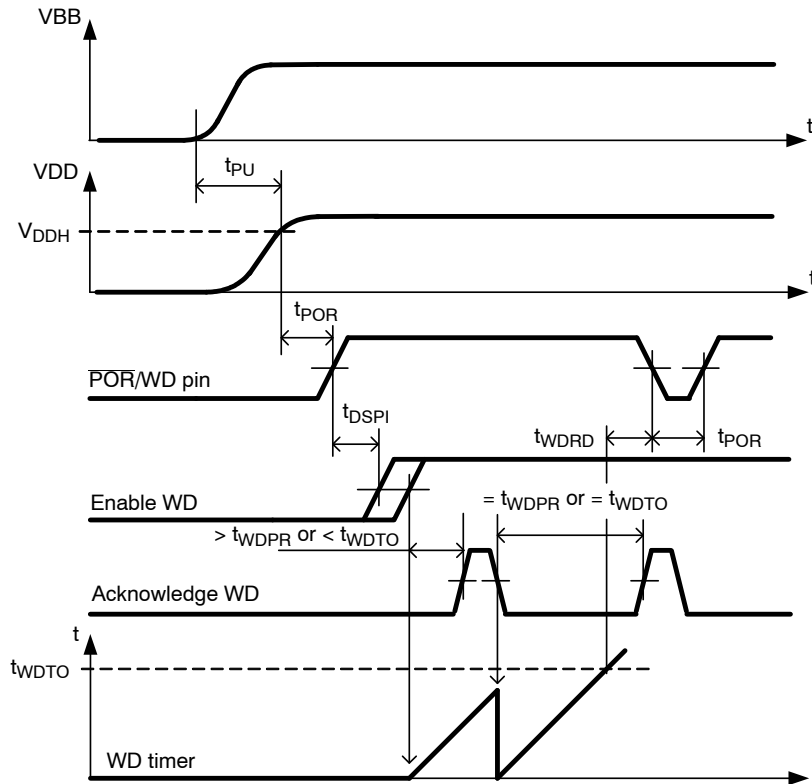 VBB
t
tPU
VDD
VDDH
t
tPOR
POR/WD pin
tDSPI
tWDRD
tPOR
Enable WD
= tWDPR or = tWDTO
> tWDPR or < tWDTO
Acknowledge WD
t
tWDTO
WD timer